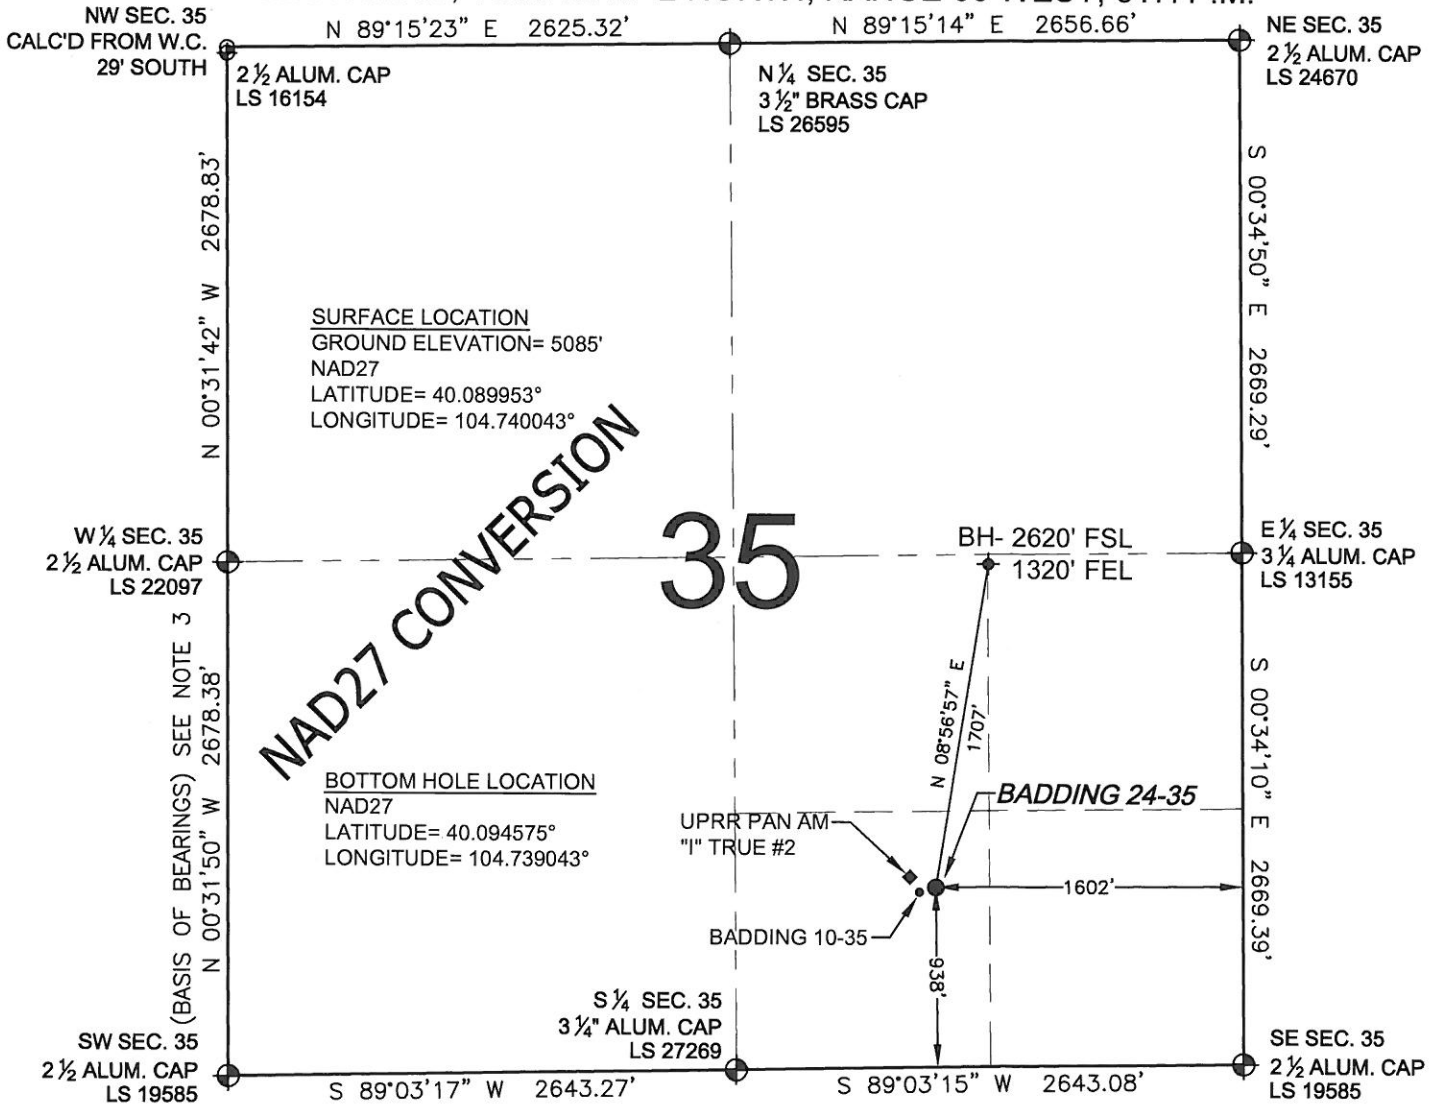 NW SEC. 35
CALC'D FROM W.C.
29' SOUTH
N 89°15'23" E 2625.32'
N 89°15'14" E 2656.66'
NE SEC. 35
2 ½ ALUM. CAP
LS 24670
2 ½ ALUM. CAP
LS 16154
N ¼ SEC. 35
3 ½" BRASS CAP
LS 26595
N 00°31'42" W 2678.83'
S 00°34'50" E 2669.29'
SURFACE LOCATION
GROUND ELEVATION= 5085'
NAD27
LATITUDE= 40.089953°
LONGITUDE= 104.740043°
NAD27 CONVERSION
35
W ¼ SEC. 35
2 ½ ALUM. CAP
LS 22097
BH- 2620' FSL
1320' FEL
E ¼ SEC. 35
3 ¼ ALUM. CAP
LS 13155
(BASIS OF BEARINGS) SEE NOTE 3
N 00°31'50" W 2678.38'
N 08°56'57" E
1707'
S 00°34'10" E 2669.39'
BOTTOM HOLE LOCATION
NAD27
LATITUDE= 40.094575°
LONGITUDE= 104.739043°
BADDING 24-35
UPRR PAN AM
"I" TRUE #2
1602'
BADDING 10-35
938'
S ¼ SEC. 35
3 ¼" ALUM. CAP
LS 27269
SW SEC. 35
2 ½ ALUM. CAP
LS 19585
S 89°03'17" W 2643.27'
S 89°03'15" W 2643.08'
SE SEC. 35
2 ½ ALUM. CAP
LS 19585